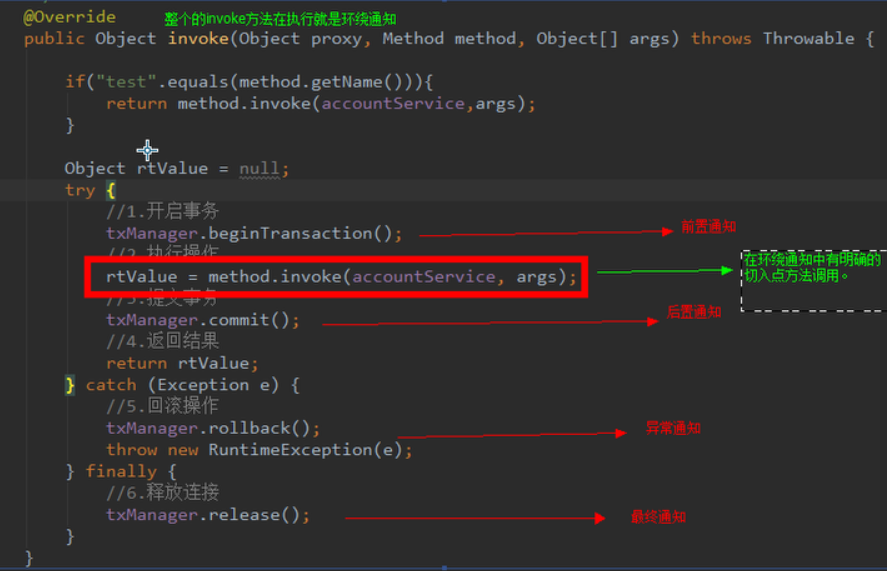 @Override 整个的invoke方法在执行就是环绕通知
public Object invoke(Object proxy, Method method, Object[] args) throws Throwable {
if("test".equals(method.getName())){
return method.invoke(accountService,args);
}
Object rtValue = null;
try {
//1.开启事务
txManager.beginTransaction(); 前置通知
//2.执行操作
rtValue = method.invoke(accountService, args); 在环绕通知中有明确的
切入点方法调用。
//3.提交事务
txManager.commit(); 后置通知
//4.返回结果
return rtValue;
} catch (Exception e) {
//5.回滚操作
txManager.rollback(); 异常通知
throw new RuntimeException(e);
} finally {
//6.释放连接
txManager.release(); 最终通知
}
}